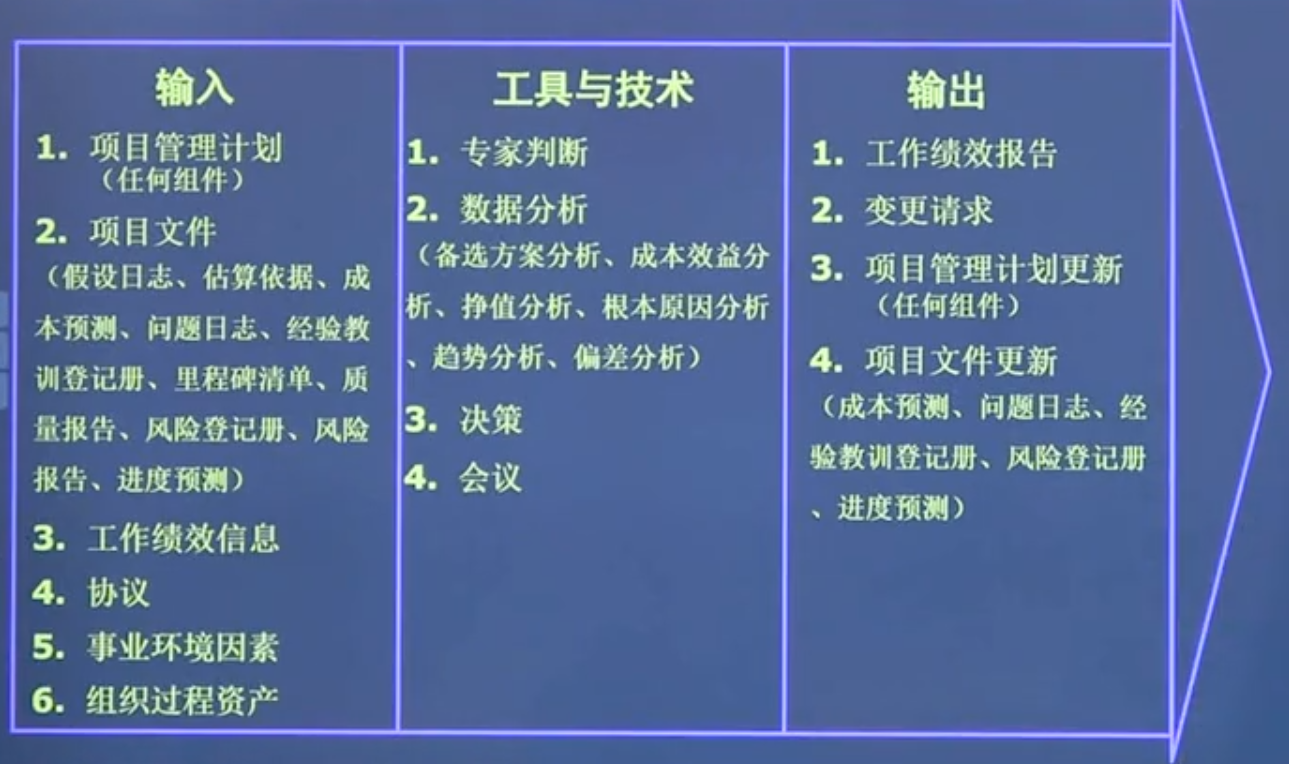 输入
1. 项目管理计划
（任何组件）
2. 项目文件
（假设日志、估算依据、成
本预测、问题日志、经验教
训登记册、里程碑清单、质
量报告、风险登记册、风险
报告、进度预测）
3. 工作绩效信息
4. 协议
5. 事业环境因素
6. 组织过程资产
工具与技术
1. 专家判断
2. 数据分析
（备选方案分析、成本效益分
析、挣值分析、根本原因分析
、趋势分析、偏差分析）
3. 决策
4. 会议
输出
1. 工作绩效报告
2. 变更请求
3. 项目管理计划更新
（任何组件）
4. 项目文件更新
（成本预测、问题日志、经
验教训登记册、风险登记册
、进度预测）